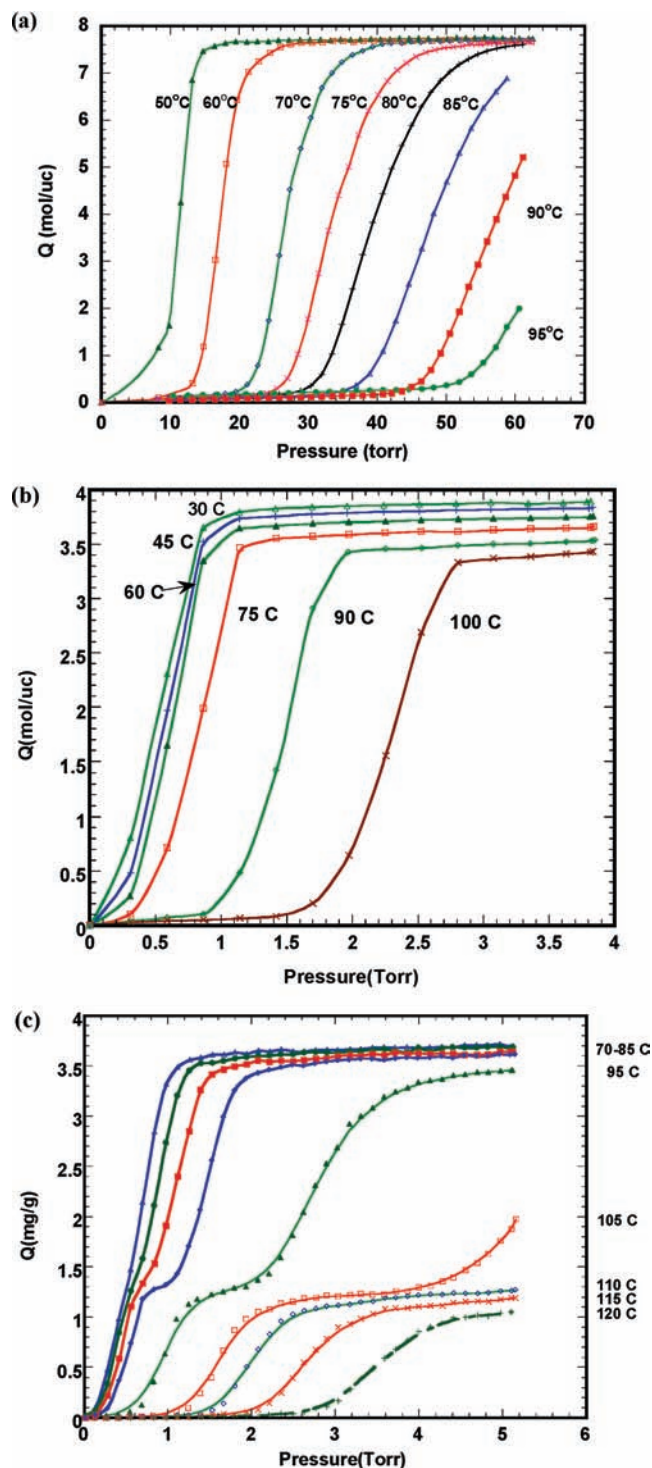 (a)
8
7
6
5
4
3
2
1
0
Q (mol/uc)
50°C 60°C 70°C 75°C 80°C 85°C
90°C
95°C
0 10 20 30 40 50 60 70
Pressure (torr)
(b)
4
3.5
3
2.5
2
1.5
1
0.5
0
Q(mol/uc)
30 C
45 C
60 C
75 C 90 C 100 C
0 0.5 1 1.5 2 2.5 3 3.5 4
Pressure(Torr)
(c)
4
3.5
3
2.5
2
1.5
1
0.5
0
Q(mg/g)
70-85 C
95 C
105 C
110 C
115 C
120 C
0 1 2 3 4 5 6
Pressure(Torr)